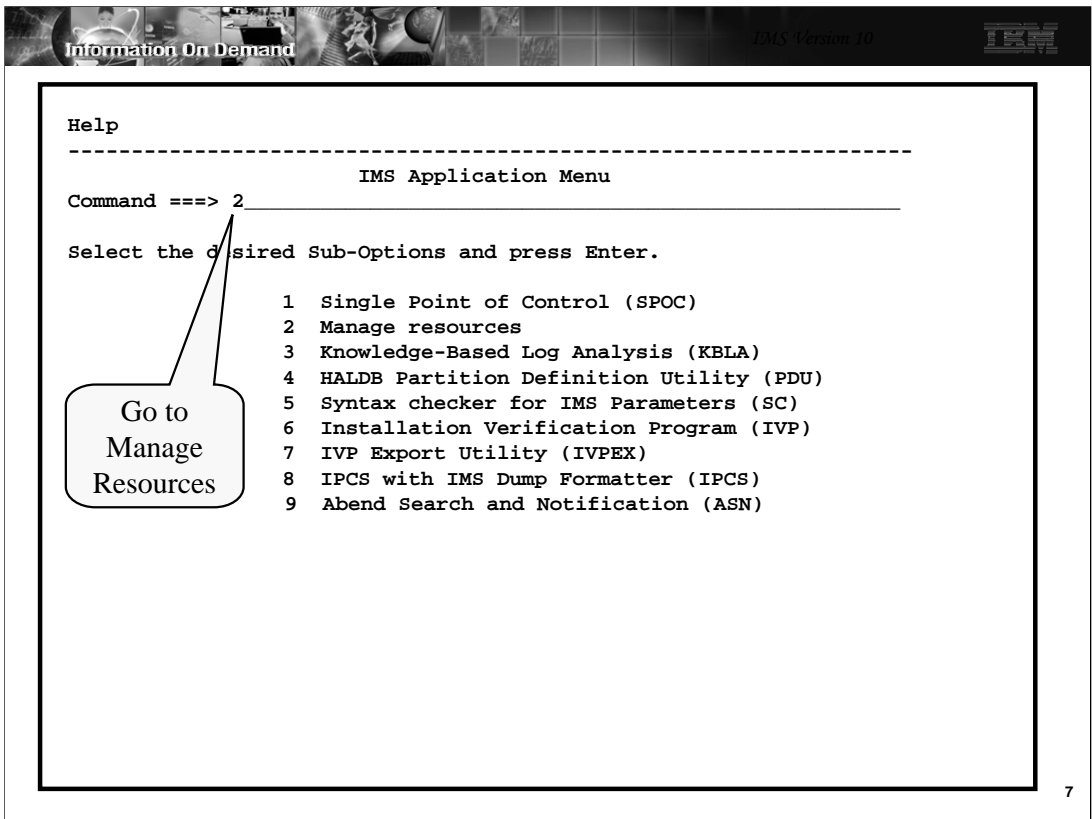 Information On Demand
IMS Version 10
IBM
Help
-------------------------------------------------------------------
IMS Application Menu
Command ===> 2____________________________________________________
Select the desired Sub-Options and press Enter.
1 Single Point of Control (SPOC)
2 Manage resources
3 Knowledge-Based Log Analysis (KBLA)
4 HALDB Partition Definition Utility (PDU)
5 Syntax checker for IMS Parameters (SC)
6 Installation Verification Program (IVP)
7 IVP Export Utility (IVPEX)
8 IPCS with IMS Dump Formatter (IPCS)
9 Abend Search and Notification (ASN)
Go to
Manage
Resources
7